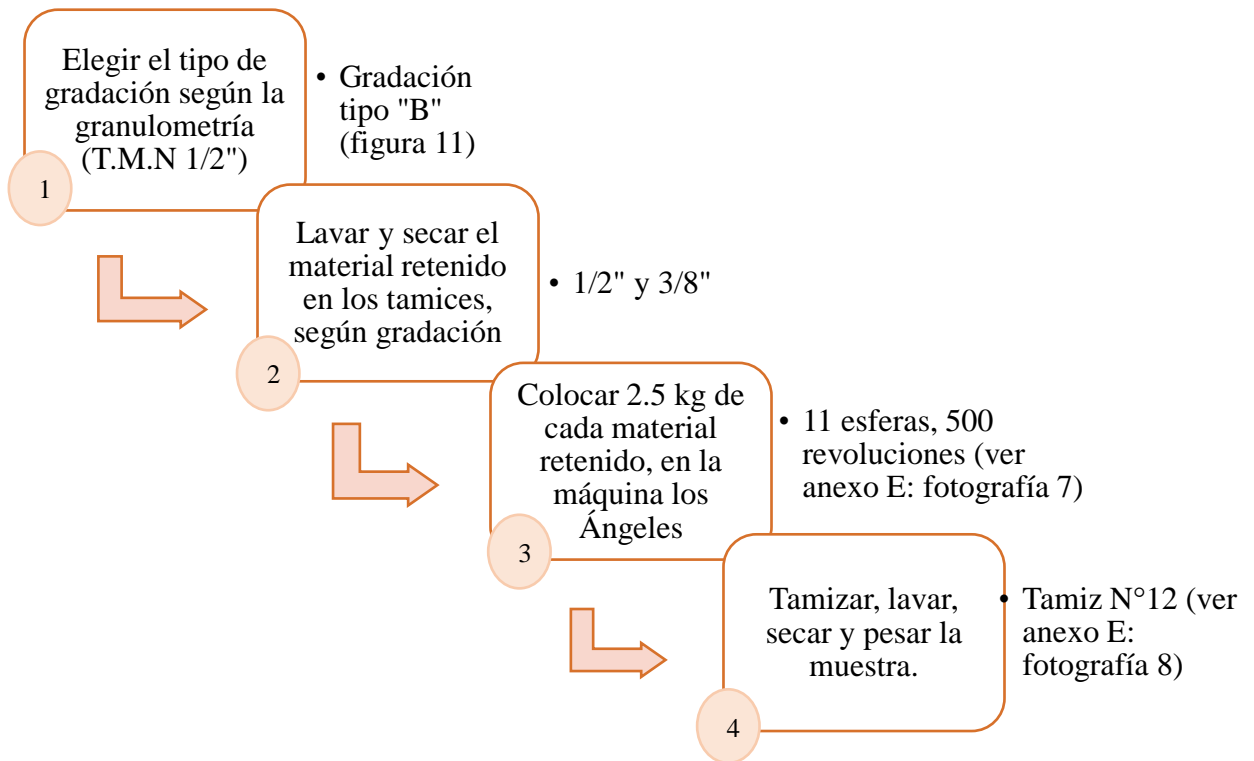 Elegir el tipo de
gradación según la
granulometría
(T.M.N 1/2")
1
• Gradación
tipo "B"
(figura 11)
Lavar y secar el
material retenido
en los tamices,
según gradación
2
• 1/2" y 3/8"
Colocar 2.5 kg de
cada material
retenido, en la
máquina los
Ángeles
3
• 11 esferas, 500
revoluciones (ver
anexo E: fotografía 7)
Tamizar, lavar,
secar y pesar la
muestra.
4
• Tamiz N°12 (ver
anexo E:
fotografía 8)